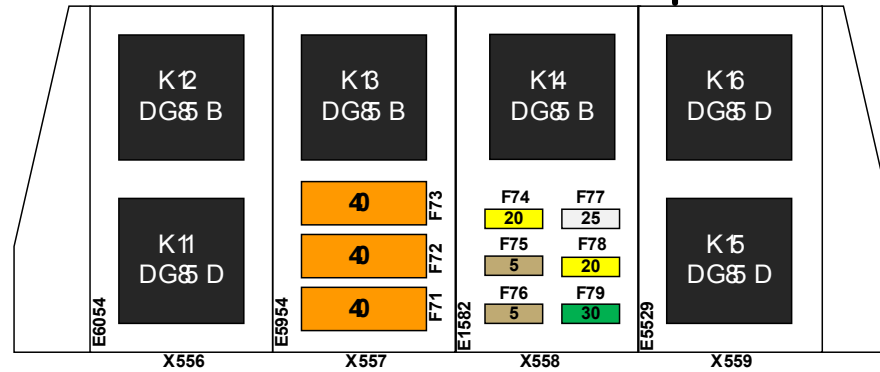 K12
DG85 B
K13
DG85 B
K14
DG85 B
K16
DG85 D
K11
DG85 D
40
F73
40
F72
40
F71
F74
20
F77
25
F75
5
F78
20
F76
5
F79
30
K15
DG85 D
E6054
E5954
E1582
E5529
X556
X557
X558
X559